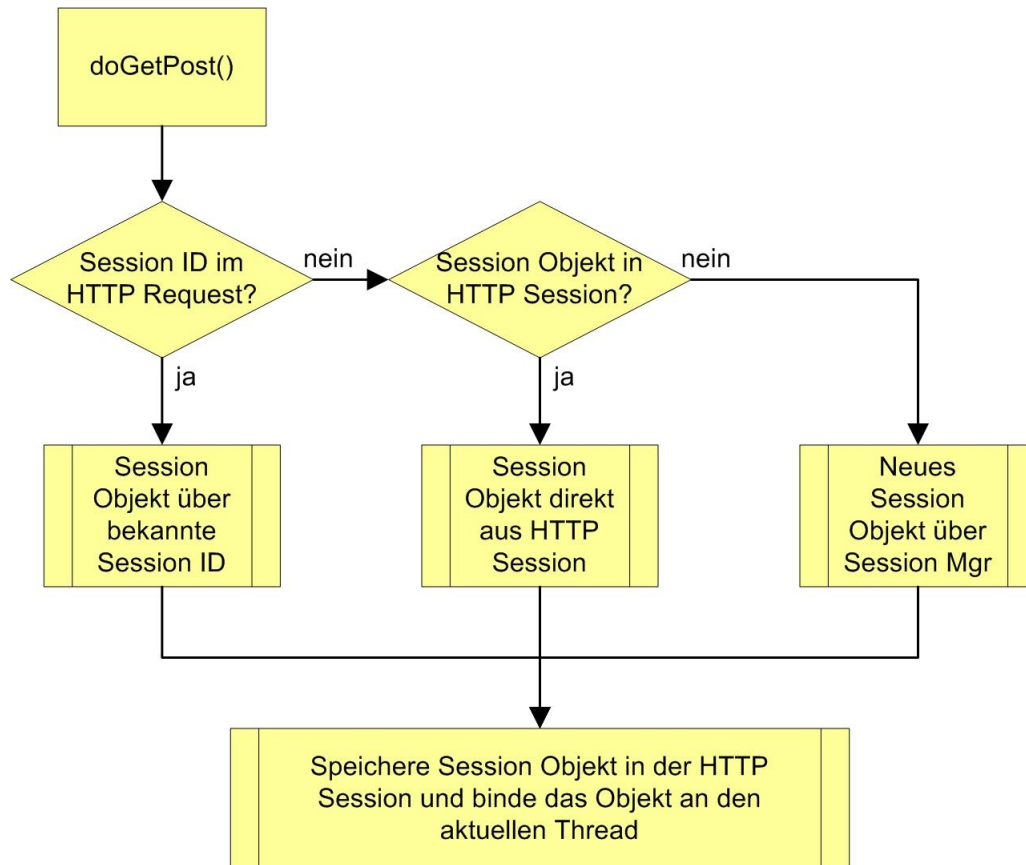 doGetPost()
Session ID im
HTTP Request?
nein
Session Objekt in
HTTP Session?
nein
ja
ja
Session
Objekt über
bekannte
Session ID
Session
Objekt direkt
aus HTTP
Session
Neues
Session
Objekt über
Session Mgr
Speichere Session Objekt in der HTTP
Session und binde das Objekt an den
aktuellen Thread